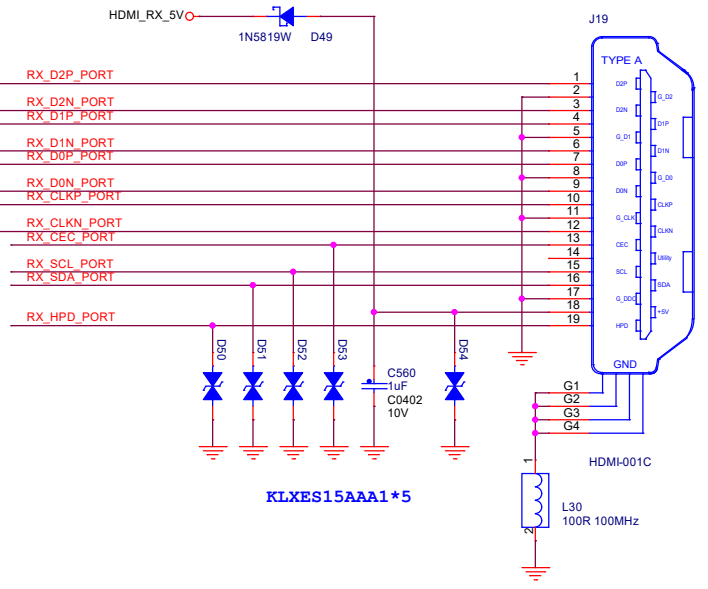 HDMI_RX_5V
1N5819W D49
J19
TYPE A
RX_D2P_PORT 1 D2P
2 G_D2
RX_D2N_PORT 3 D2N
RX_D1P_PORT 4 D1P
5 G_D1
RX_D1N_PORT 6 D1N
RX_D0P_PORT 7 D0P
8 G_D0
RX_D0N_PORT 9 D0N
RX_CLKP_PORT 10 CLKP
11 G_CLK
RX_CLKN_PORT 12 CLKN
RX_CEC_PORT 13 CEC
14 Utility
RX_SCL_PORT 15 SCL
RX_SDA_PORT 16 SDA
17 G_DDC
18 +5V
RX_HPD_PORT 19 HPD
D50 D51 D52 D53 D54
C560
1uF
C0402
10V
GND
G1
G2
G3
G4
HDMI-001C
KLXES15AAA1*5
1
L30
100R 100MHz
2